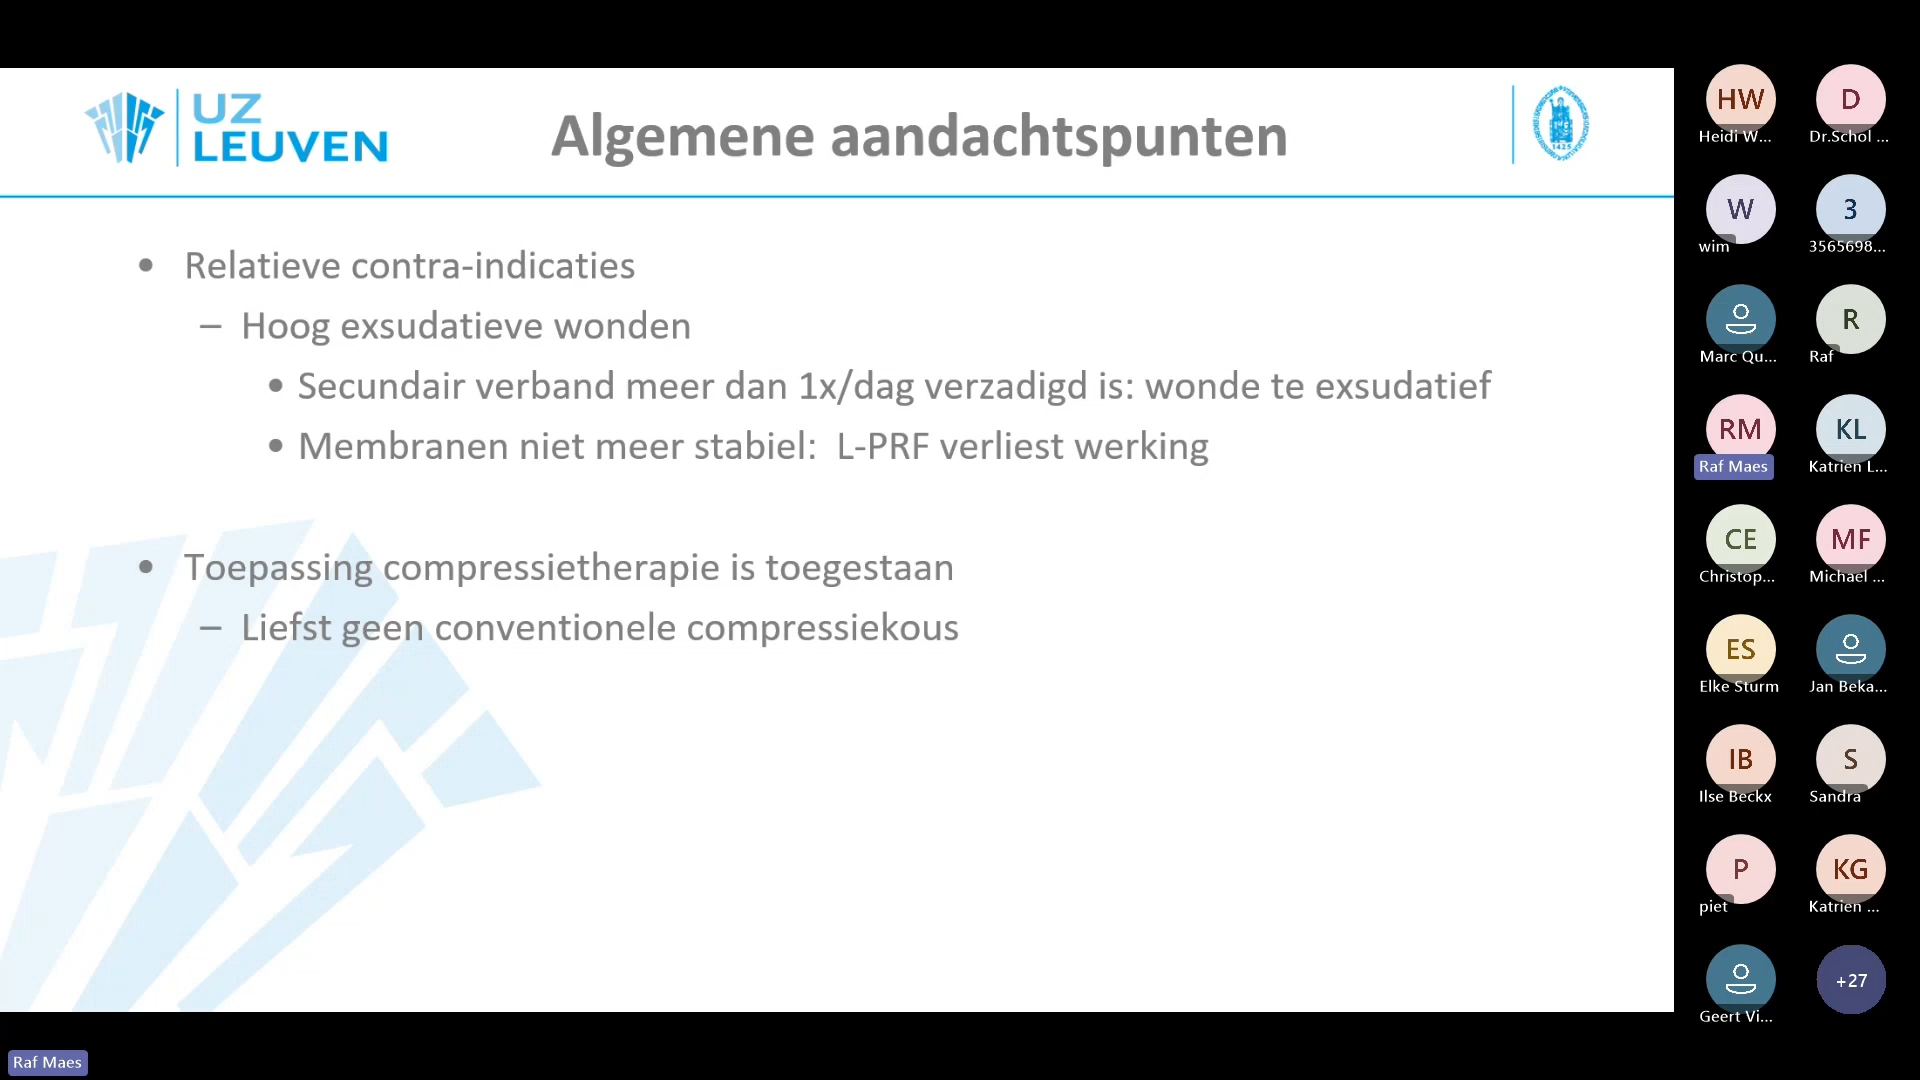 UZ
LEUVEN
Algemene aandachtspunten
1425
• Relatieve contra-indicaties
– Hoog exsudatieve wonden
• Secundair verband meer dan 1x/dag verzadigd is: wonde te exsudatief
• Membranen niet meer stabiel: L-PRF verliest werking
• Toepassing compressietherapie is toegestaan
– Liefst geen conventionele compressiekous
HW
Heidi W...
D
Dr.Schol ...
W
wim
3
3565698...
Marc Qu...
R
Raf
RM
Raf Maes
KL
Katrien L...
CE
Christop...
MF
Michael ...
ES
Elke Sturm
Jan Beka...
IB
Ilse Beckx
S
Sandra
P
piet
KG
Katrien ...
Geert Vi...
+27
Raf Maes